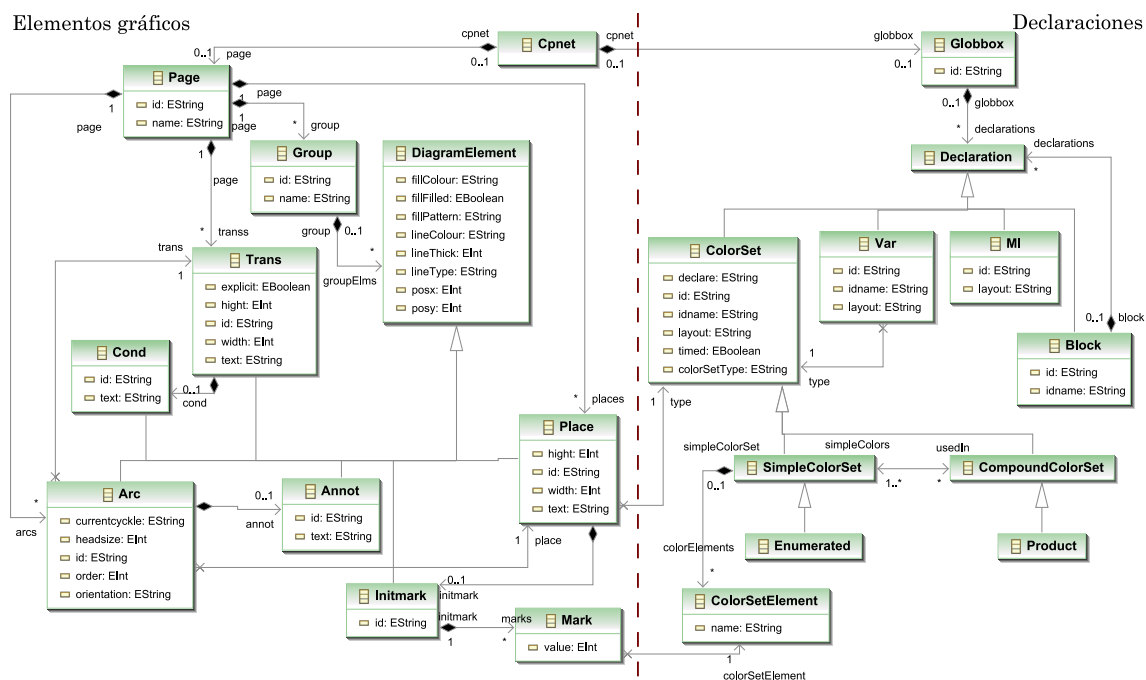 Elementos gráficos
Declaraciones
cpnet
Cpnet
cpnet
globbox
Globbox
0..1
page
0..1
0..1
0..1
id: EString
Page
id: EString
name: EString
1
page
1
page
1
page
1
page
*
group
0..1
globbox
*
declarations
Declaration
declarations
*
Group
id: EString
name: EString
group
0..1
groupElms
*
DiagramElement
fillColour: EString
fillFilled: EBoolean
fillPattern: EString
lineColour: EString
lineThick: EInt
lineType: EString
posx: EInt
posy: EInt
*
transs
trans
1
Trans
explicit: EBoolean
hight: EInt
id: EString
width: EInt
text: EString
ColorSet
declare: EString
id: EString
idname: EString
layout: EString
timed: EBoolean
colorSetType: EString
Var
id: EString
idname: EString
layout: EString
Ml
id: EString
layout: EString
0..1
block
Block
id: EString
idname: EString
1
type
Cond
id: EString
text: EString
0..1
cond
*
places
1
type
Place
hight: EInt
id: EString
width: EInt
text: EString
simpleColorSet
simpleColors
usedIn
SimpleColorSet
0..1
1..*
*
CompoundColorSet
Arc
currentcyckle: EString
headsize: EInt
id: EString
order: EInt
orientation: EString
*
arcs
0..1
annot
Annot
id: EString
text: EString
1
place
Enumerated
Product
colorElements
*
0..1
initmark
Initmark
id: EString
initmark
1
marks
*
Mark
value: EInt
ColorSetElement
name: EString
1
colorSetElement